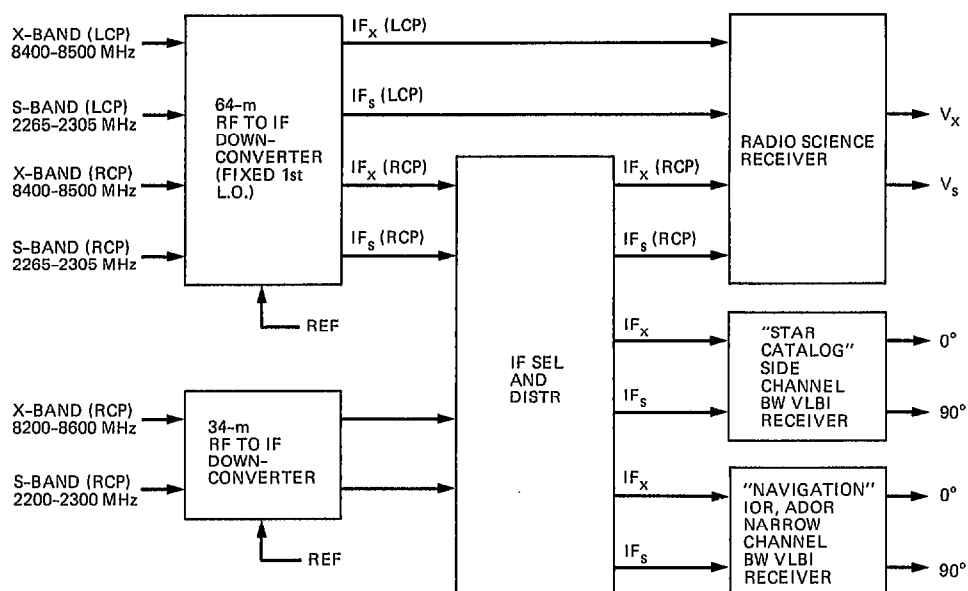 X-BAND (LCP)
8400-8500 MHz
S-BAND (LCP)
2265-2305 MHz
X-BAND (RCP)
8400-8500 MHz
S-BAND (RCP)
2265-2305 MHz
64-m
RF TO IF
DOWN-
CONVERTER
(FIXED 1st
L.O.)
REF
IFx (LCP)
IFs (LCP)
IFx (RCP)
IFs (RCP)
X-BAND (RCP)
8200-8600 MHz
S-BAND (RCP)
2200-2300 MHz
34-m
RF TO IF
DOWN-
CONVERTER
REF
IF SEL
AND
DISTR
IFx (RCP)
IFs (RCP)
IFx
IFs
IFx
IFs
RADIO SCIENCE
RECEIVER
Vx
Vs
"STAR
CATALOG"
SIDE
CHANNEL
BW VLBI
RECEIVER
0°
90°
"NAVIGATION"
IOR, ADOR
NARROW
CHANNEL
BW VLBI
RECEIVER
0°
90°